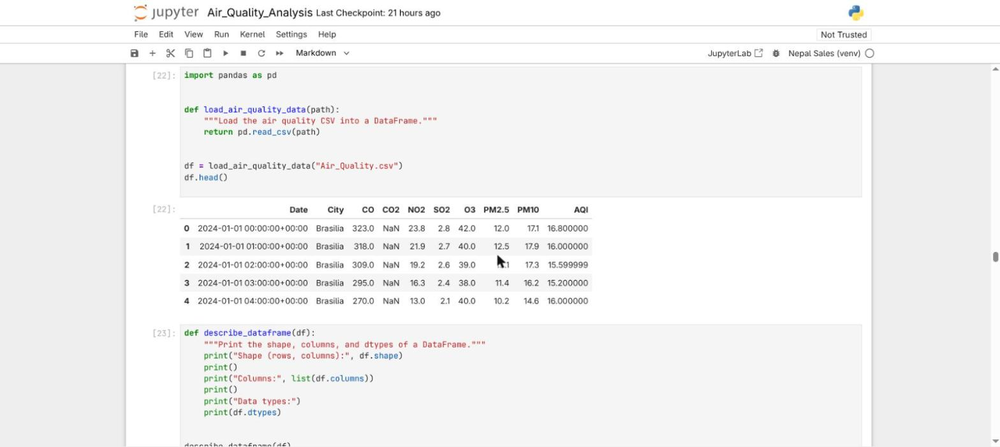 jupyter Air_Quality_Analysis Last Checkpoint: 21 hours ago
File Edit View Run Kernel Settings Help Not Trusted
Markdown JupyterLab Nepal Sales (venv)
[22]: import pandas as pd
def load_air_quality_data(path):
"""Load the air quality CSV into a DataFrame."""
return pd.read_csv(path)
df = load_air_quality_data("Air_Quality.csv")
df.head()
[22]: Date City CO CO2 NO2 SO2 O3 PM2.5 PM10 AQI
0 2024-01-01 00:00:00+00:00 Brasilia 323.0 NaN 23.8 2.8 42.0 12.0 17.1 16.800000
1 2024-01-01 01:00:00+00:00 Brasilia 318.0 NaN 21.9 2.7 40.0 12.5 17.9 16.000000
2 2024-01-01 02:00:00+00:00 Brasilia 309.0 NaN 19.2 2.6 39.0 17.3 15.599999
3 2024-01-01 03:00:00+00:00 Brasilia 295.0 NaN 16.3 2.4 38.0 11.4 16.2 15.200000
4 2024-01-01 04:00:00+00:00 Brasilia 270.0 NaN 13.0 2.1 40.0 10.2 14.6 16.000000
[23]: def describe_dataframe(df):
"""Print the shape, columns, and dtypes of a DataFrame."""
print("Shape (rows, columns):", df.shape)
print()
print("Columns:", list(df.columns))
print()
print("Data types:")
print(df.dtypes)
describe_dataframe(df)